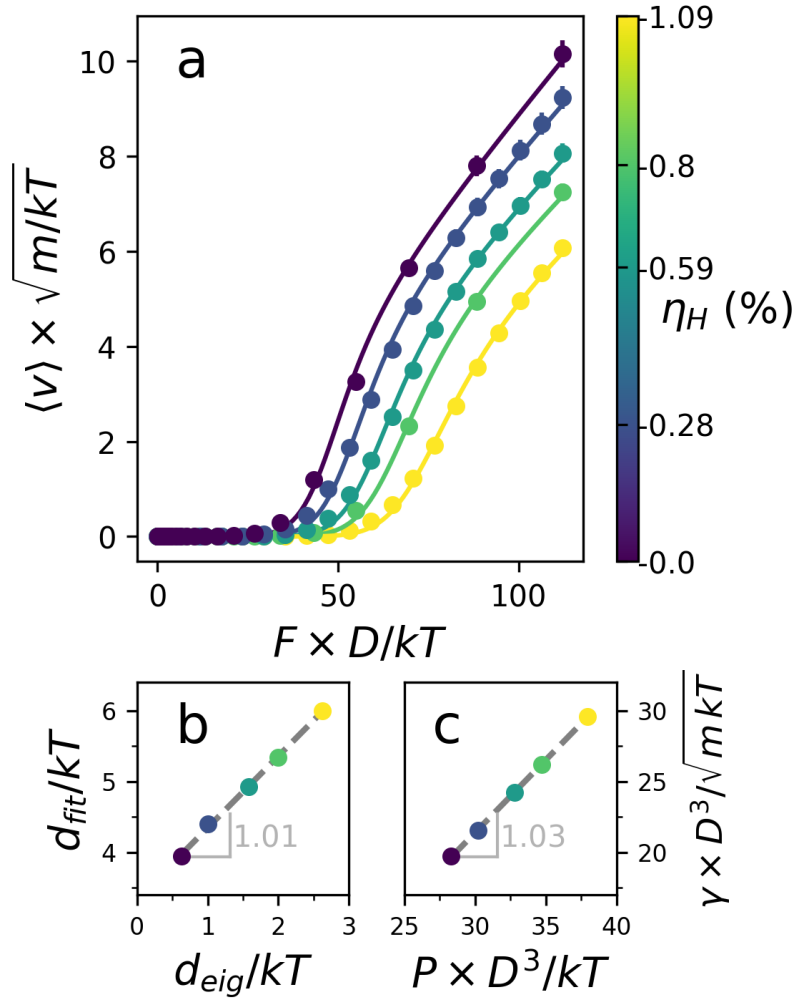 a
10
8
6
4
2
0
⟨v⟩ × √m/kT
0 50 100
F × D/kT
-1.09
-0.8
-0.59
-0.28
-0.0
η_H (%)
b
6
5
4
d_fit/kT
1.01
0 1 2 3
d_eig/kT
c
30
25
20
γ × D³/√mkT
1.03
25 30 35 40
P × D³/kT